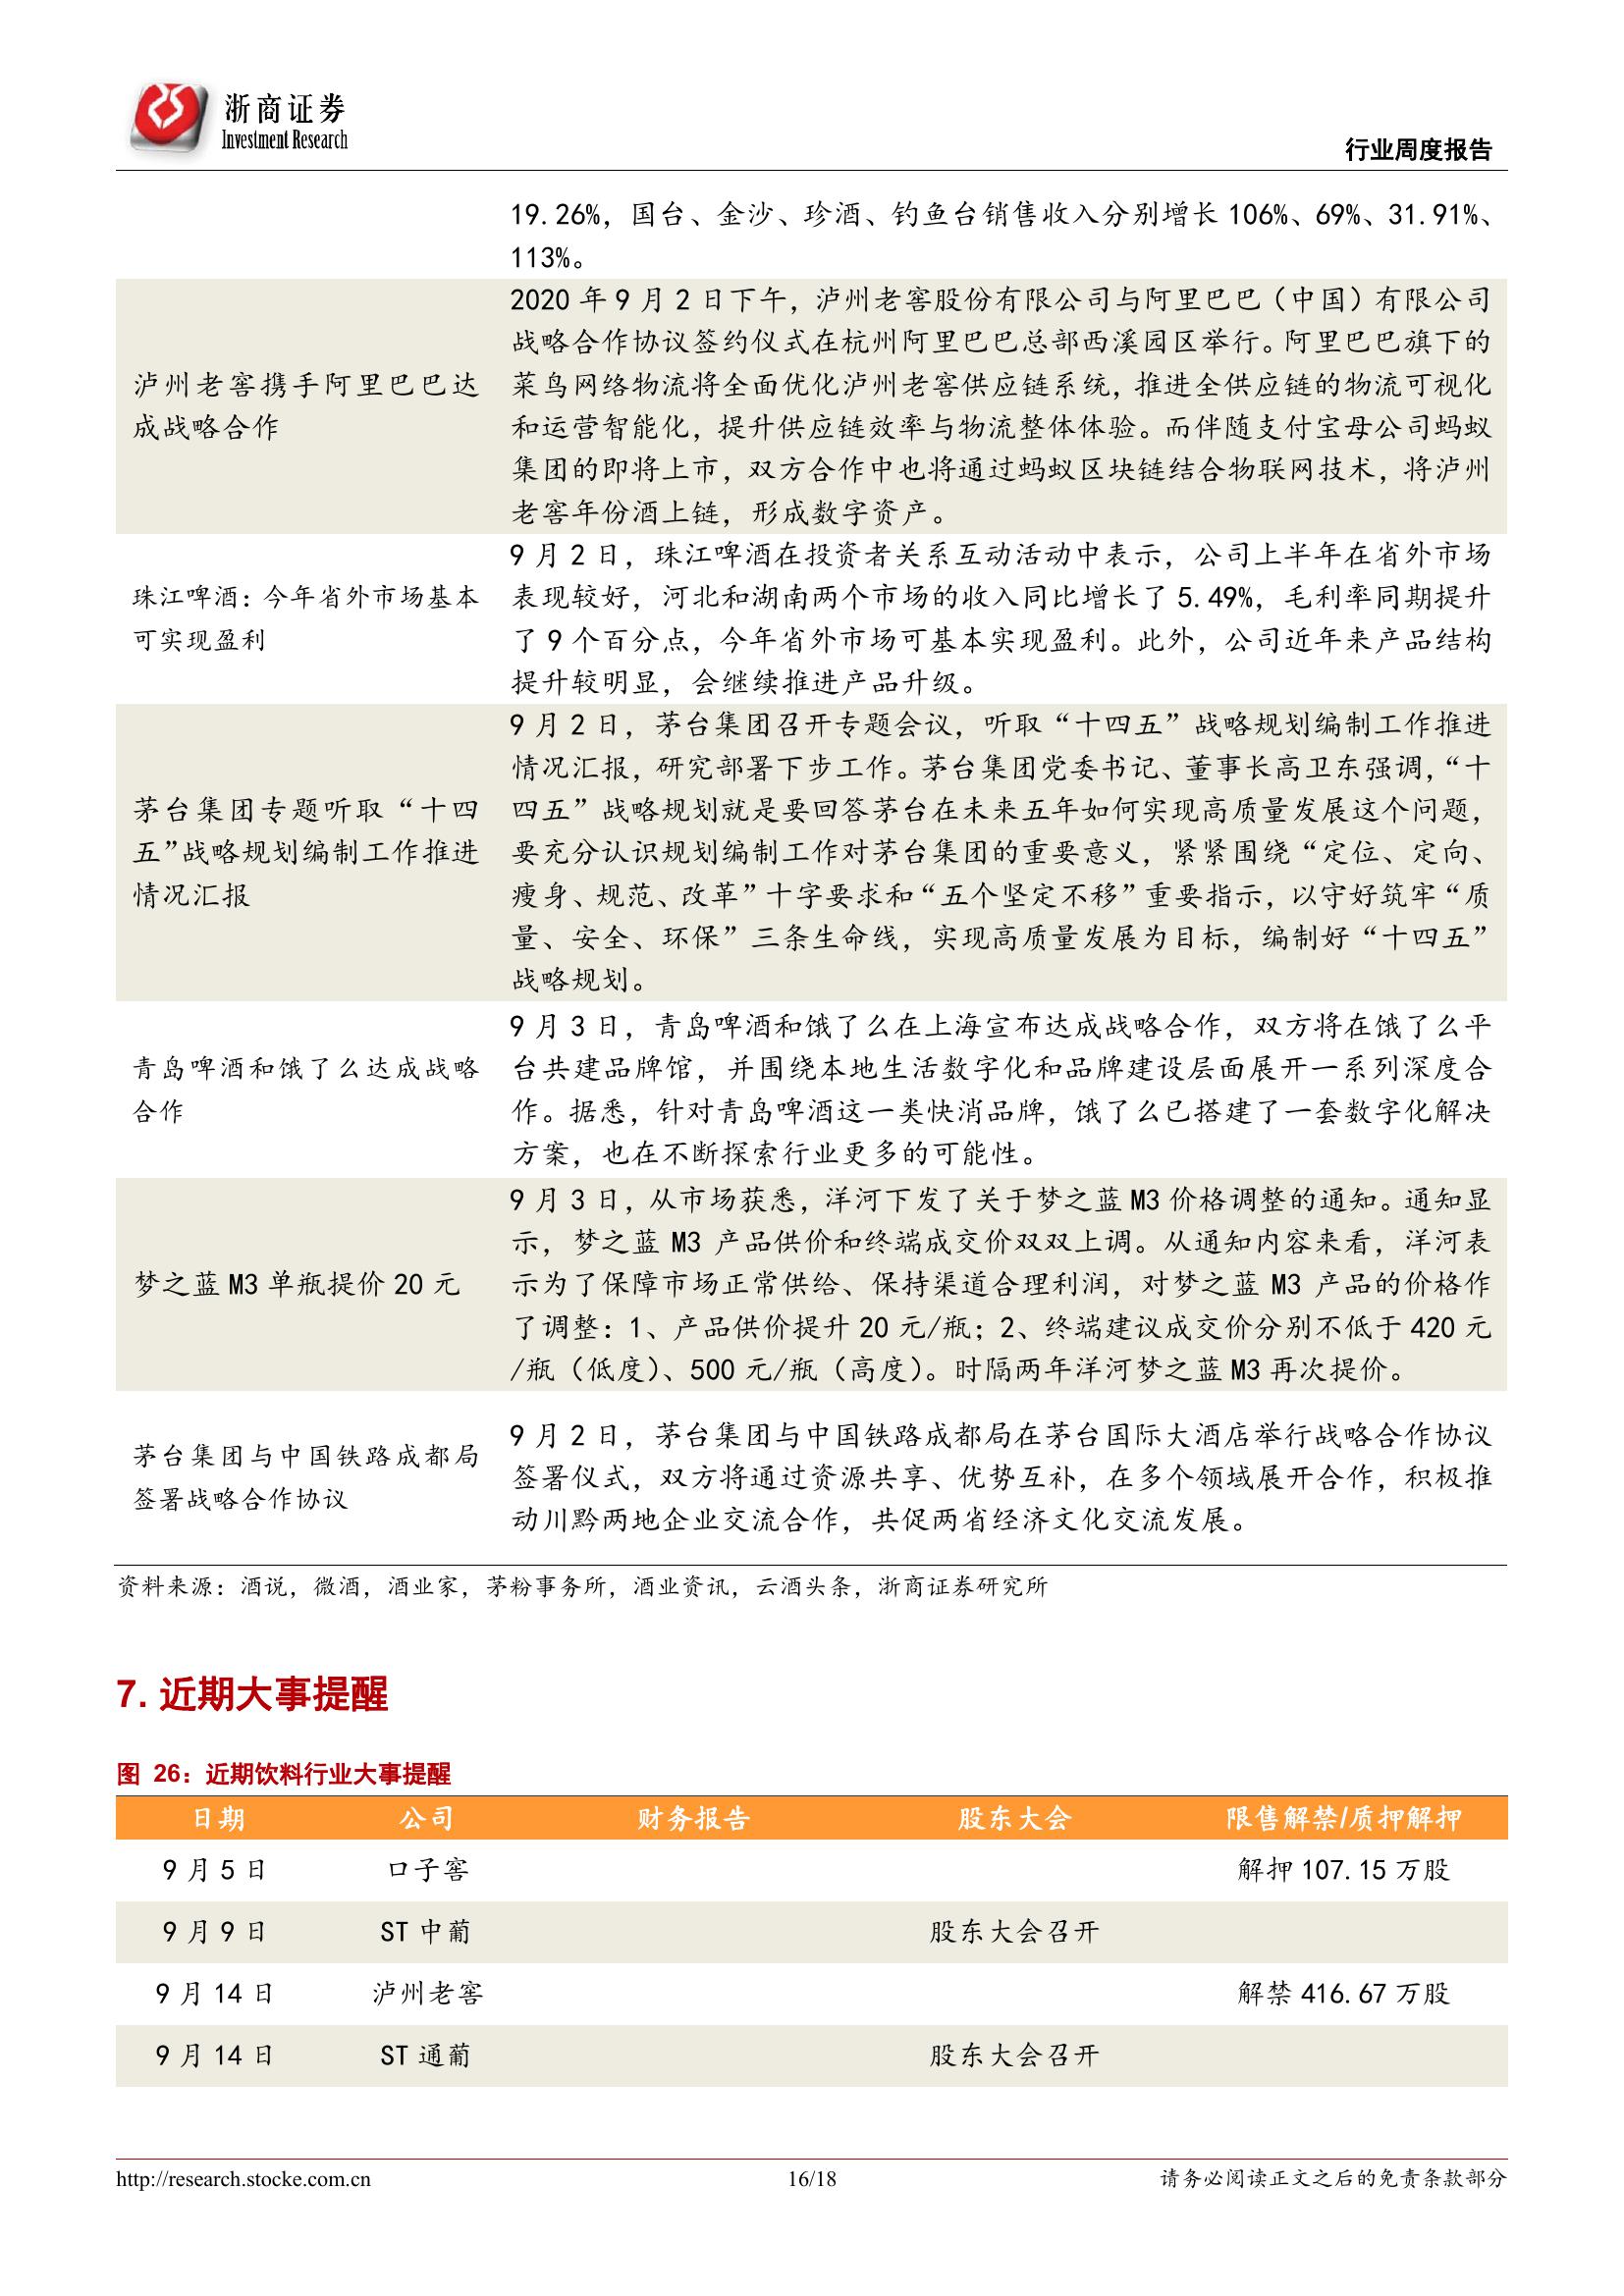 浙商证券
Investment Research
行业周度报告
19.26%，国台、金沙、珍酒、钓鱼台销售收入分别增长 106%、69%、31.91%、
113%。
泸州老窖携手阿里巴巴达
成战略合作
2020 年 9 月 2 日下午，泸州老窖股份有限公司与阿里巴巴（中国）有限公司
战略合作协议签约仪式在杭州阿里巴巴总部西溪园区举行。阿里巴巴旗下的
菜鸟网络物流将全面优化泸州老窖供应链系统，推进全供应链的物流可视化
和运营智能化，提升供应链效率与物流整体体验。而伴随支付宝母公司蚂蚁
集团的即将上市，双方合作中也将通过蚂蚁区块链结合物联网技术，将泸州
老窖年份酒上链，形成数字资产。
珠江啤酒：今年省外市场基本
可实现盈利
9 月 2 日，珠江啤酒在投资者关系互动活动中表示，公司上半年在省外市场
表现较好，河北和湖南两个市场的收入同比增长了 5.49%，毛利率同期提升
了 9 个百分点，今年省外市场可基本实现盈利。此外，公司近年来产品结构
提升较明显，会继续推进产品升级。
茅台集团专题听取“十四
五”战略规划编制工作推进
情况汇报
9 月 2 日，茅台集团召开专题会议，听取“十四五”战略规划编制工作推进
情况汇报，研究部署下步工作。茅台集团党委书记、董事长高卫东强调，“十
四五”战略规划就是要回答茅台在未来五年如何实现高质量发展这个问题，
要充分认识规划编制工作对茅台集团的重要意义，紧紧围绕“定位、定向、
瘦身、规范、改革”十字要求和“五个坚定不移”重要指示，以守好筑牢“质
量、安全、环保”三条生命线，实现高质量发展为目标，编制好“十四五”
战略规划。
青岛啤酒和饿了么达成战略
合作
9 月 3 日，青岛啤酒和饿了么在上海宣布达成战略合作，双方将在饿了么平
台共建品牌馆，并围绕本地生活数字化和品牌建设层面展开一系列深度合
作。据悉，针对青岛啤酒这一类快消品牌，饿了么已搭建了一套数字化解决
方案，也在不断探索行业更多的可能性。
梦之蓝 M3 单瓶提价 20 元
9 月 3 日，从市场获悉，洋河下发了关于梦之蓝 M3 价格调整的通知。通知显
示，梦之蓝 M3 产品供价和终端成交价双双上调。从通知内容来看，洋河表
示为了保障市场正常供给、保持渠道合理利润，对梦之蓝 M3 产品的价格作
了调整：1、产品供价提升 20 元/瓶；2、终端建议成交价分别不低于 420 元
/瓶（低度）、500 元/瓶（高度）。时隔两年洋河梦之蓝 M3 再次提价。
茅台集团与中国铁路成都局
签署战略合作协议
9 月 2 日，茅台集团与中国铁路成都局在茅台国际大酒店举行战略合作协议
签署仪式，双方将通过资源共享、优势互补，在多个领域展开合作，积极推
动川黔两地企业交流合作，共促两省经济文化交流发展。
资料来源：酒说，微酒，酒业家，茅粉事务所，酒业资讯，云酒头条，浙商证券研究所
7. 近期大事提醒
图 26：近期饮料行业大事提醒
日期 公司 财务报告 股东大会 限售解禁/质押解押
9 月 5 日 口子窖 解押 107.15 万股
9 月 9 日 ST 中葡 股东大会召开
9 月 14 日 泸州老窖 解禁 416.67 万股
9 月 14 日 ST 通葡 股东大会召开
http://research.stocke.com.cn 16/18 请务必阅读正文之后的免责条款部分